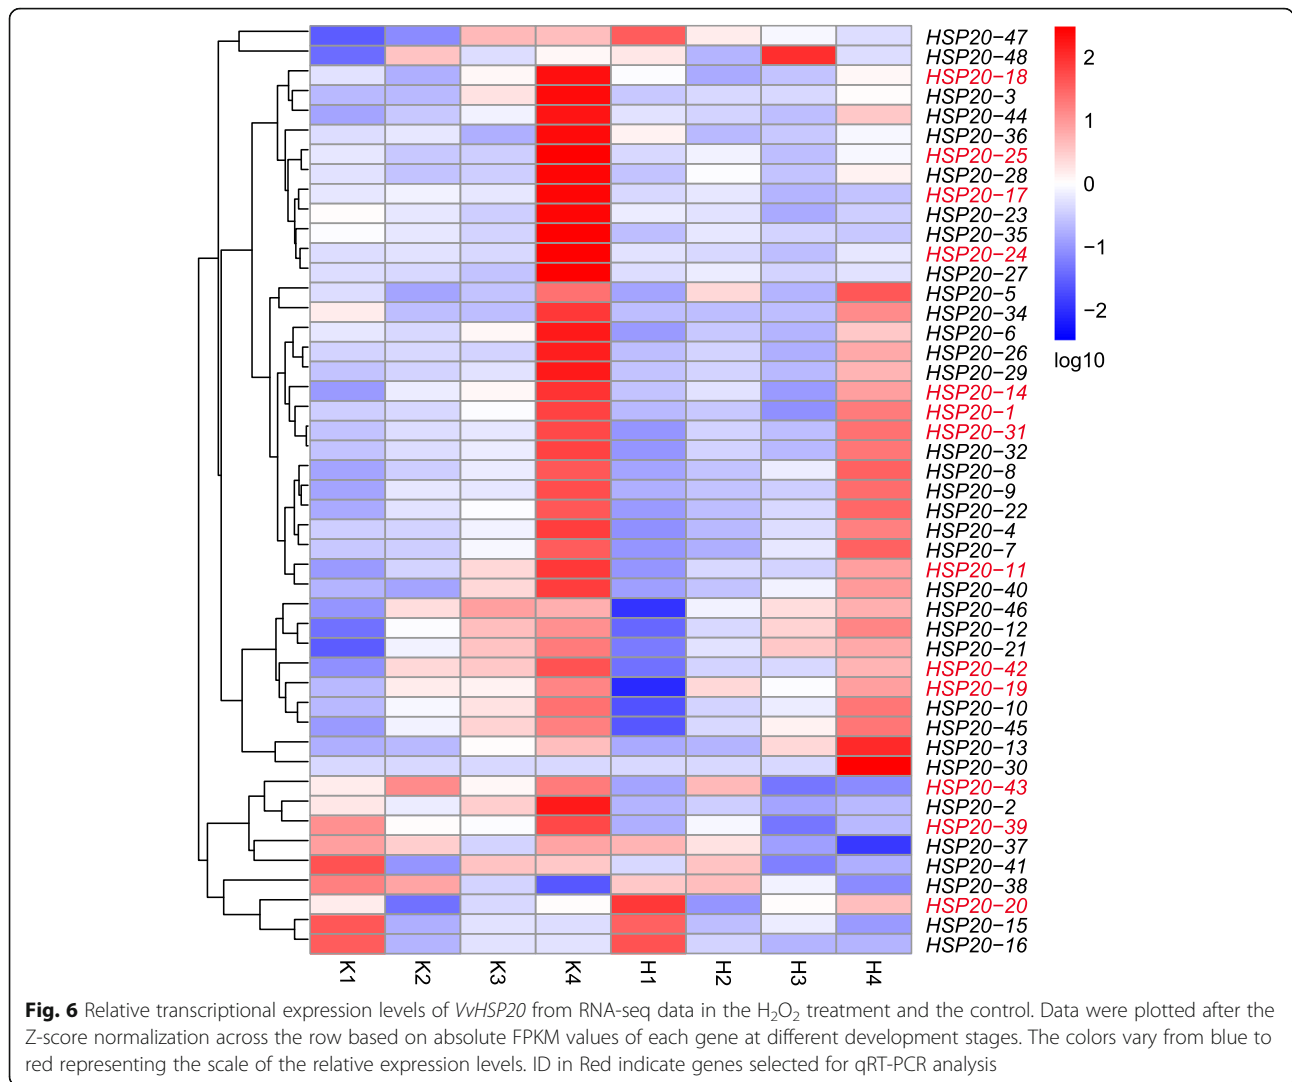 HSP20−47
HSP20−48
HSP20−18
HSP20−3
HSP20−44
HSP20−36
HSP20−25
HSP20−28
HSP20−17
HSP20−23
HSP20−35
HSP20−24
HSP20−27
HSP20−5
HSP20−34
HSP20−6
HSP20−26
HSP20−29
HSP20−14
HSP20−1
HSP20−31
HSP20−32
HSP20−8
HSP20−9
HSP20−22
HSP20−4
HSP20−7
HSP20−11
HSP20−40
HSP20−46
HSP20−12
HSP20−21
HSP20−42
HSP20−19
HSP20−10
HSP20−45
HSP20−13
HSP20−30
HSP20−43
HSP20−2
HSP20−39
HSP20−37
HSP20−41
HSP20−38
HSP20−20
HSP20−15
HSP20−16
2
1
0
−1
−2
log10
K1 K2 K3 K4 H1 H2 H3 H4
Fig. 6 Relative transcriptional expression levels of VvHSP20 from RNA-seq data in the H₂O₂ treatment and the control. Data were plotted after the
Z-score normalization across the row based on absolute FPKM values of each gene at different development stages. The colors vary from blue to
red representing the scale of the relative expression levels. ID in Red indicate genes selected for qRT-PCR analysis